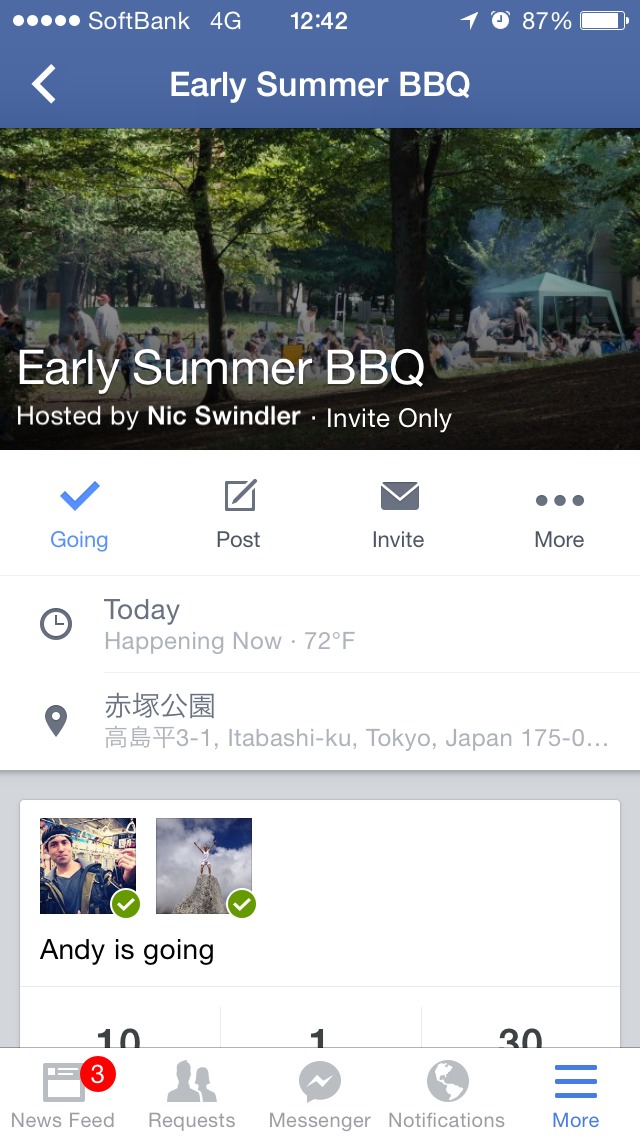 SoftBank 4G 12:42 87%
Early Summer BBQ
Early Summer BBQ
Hosted by Nic Swindler · Invite Only
Going Post Invite More
Today
Happening Now · 72°F
赤塚公園
高島平3-1, Itabashi-ku, Tokyo, Japan 175-0...
Andy is going
10 1 30
3
News Feed Requests Messenger Notifications More